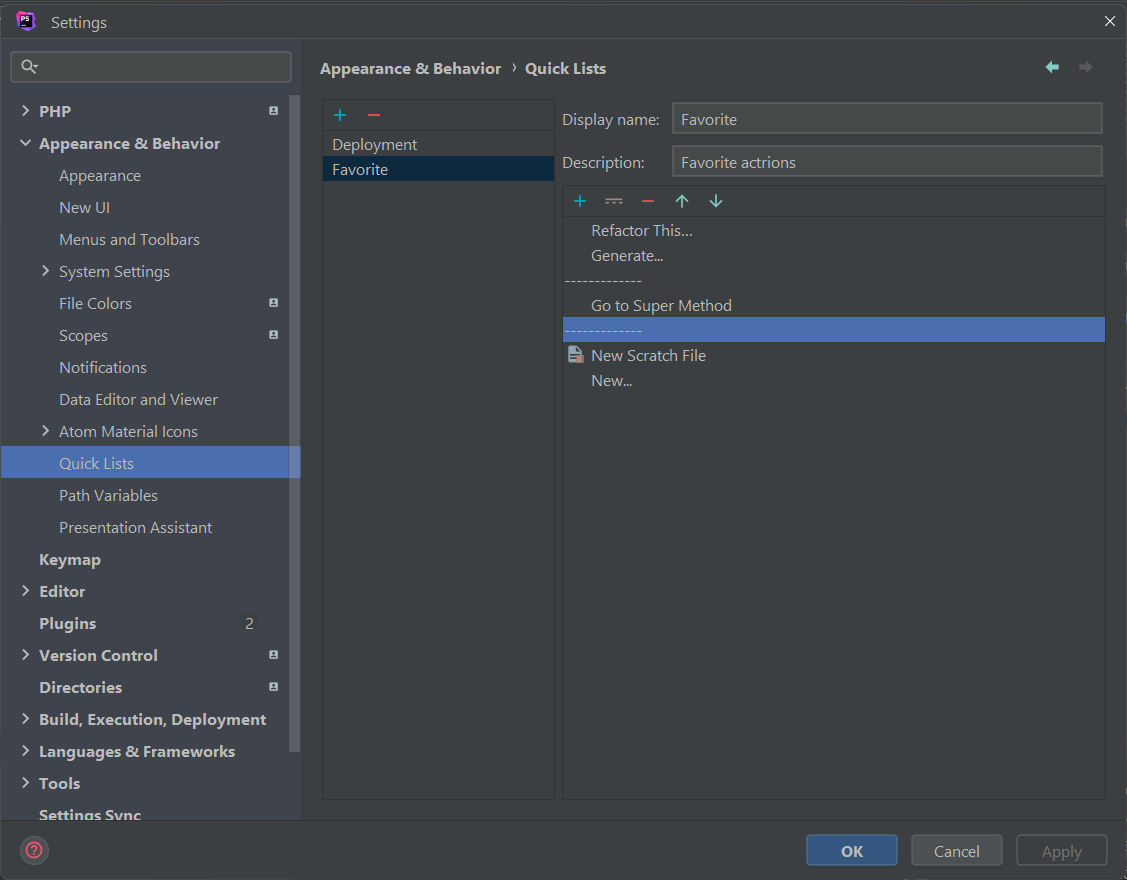 PS
Settings
PHP
Appearance & Behavior
Appearance
New UI
Menus and Toolbars
System Settings
File Colors
Scopes
Notifications
Data Editor and Viewer
Atom Material Icons
Quick Lists
Path Variables
Presentation Assistant
Keymap
Editor
Plugins 2
Version Control
Directories
Build, Execution, Deployment
Languages & Frameworks
Tools
Settings Sync
Appearance & Behavior › Quick Lists
Deployment
Favorite
Display name: Favorite
Description: Favorite actrions
Refactor This...
Generate...
-------------
Go to Super Method
-------------
New Scratch File
New...
?
OK
Cancel
Apply